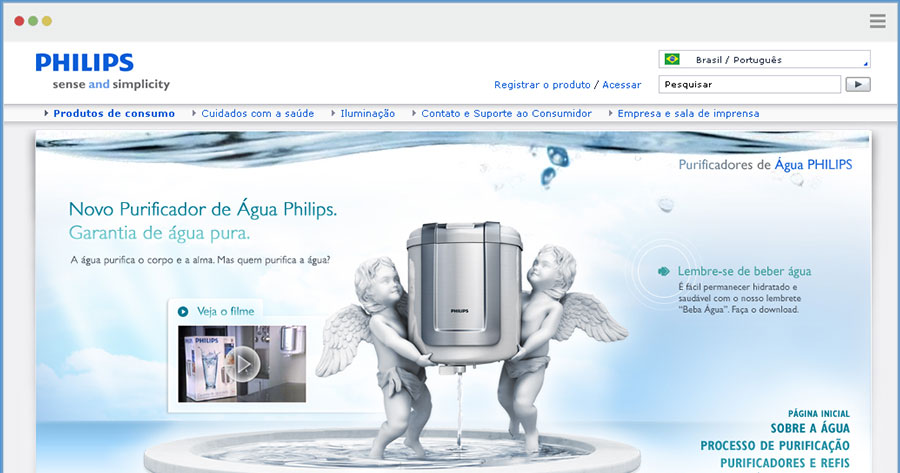 PHILIPS
sense and simplicity
Brasil / Português
Registrar o produto / Acessar
Pesquisar
Produtos de consumo
Cuidados com a saúde
Iluminação
Contato e Suporte ao Consumidor
Empresa e sala de imprensa
Purificadores de Água PHILIPS
Novo Purificador de Água Philips.
Garantia de água pura.
A água purifica o corpo e a alma. Mas quem purifica a água?
Veja o filme
PHILIPS
PHILIPS
Lembre-se de beber água
É fácil permanecer hidratado e
saudável com o nosso lembrete
"Beba Água". Faça o download.
PÁGINA INICIAL
SOBRE A ÁGUA
PROCESSO DE PURIFICAÇÃO
PURIFICADORES E REFIS